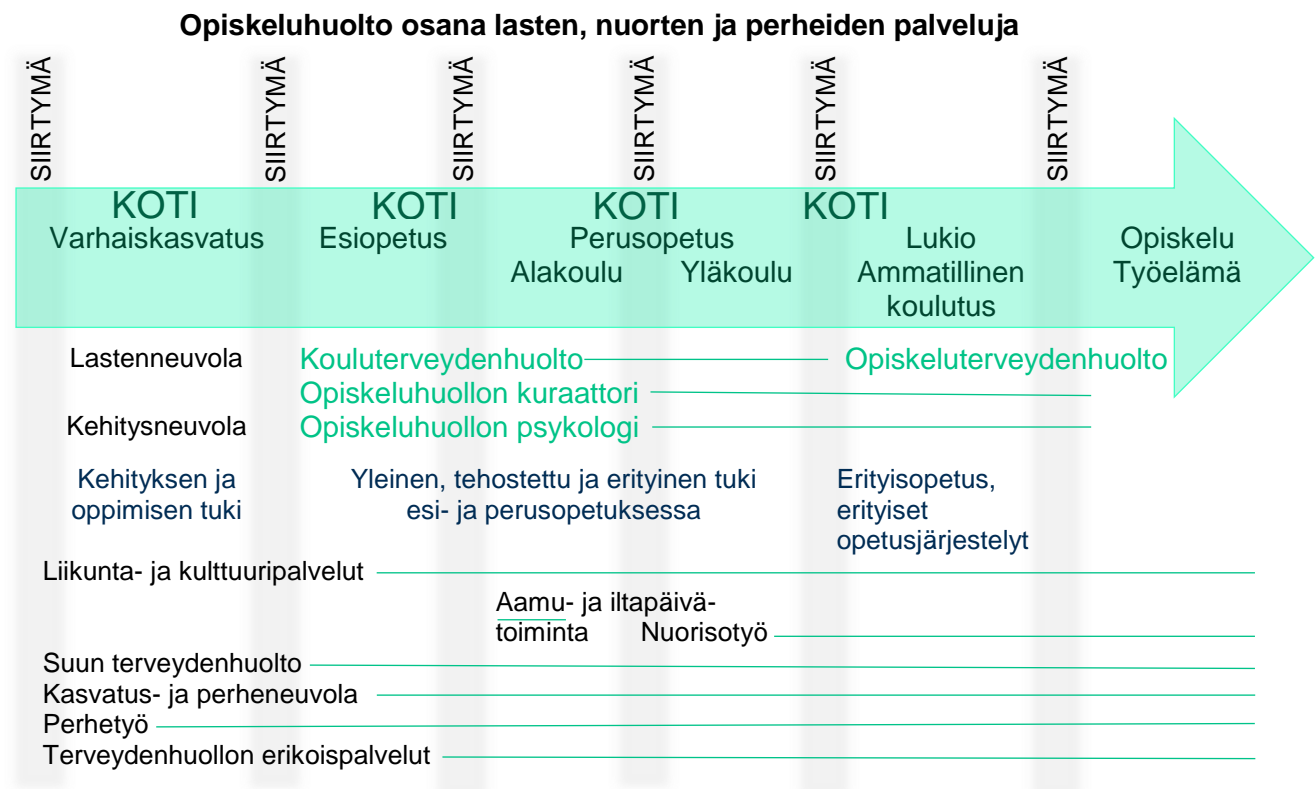 Opiskeluhuolto osana lasten, nuorten ja perheiden palveluja
SIIRTYMÄ
SIIRTYMÄ
SIIRTYMÄ
SIIRTYMÄ
SIIRTYMÄ
SIIRTYMÄ
KOTI KOTI KOTI KOTI
Varhaiskasvatus Esiopetus Perusopetus Lukio Opiskelu
Alakoulu Yläkoulu Ammatillinen Työelämä
koulutus
Lastenneuvola Kouluterveydenhuolto Opiskeluterveydenhuolto
Opiskeluhuollon kuraattori
Kehitysneuvola Opiskeluhuollon psykologi
Kehityksen ja Yleinen, tehostettu ja erityinen tuki Erityisopetus,
oppimisen tuki esi- ja perusopetuksessa erityiset
opetusjärjestelyt
Liikunta- ja kulttuuripalvelut
Aamu- ja iltapäivä-
toiminta Nuorisotyö
Suun terveydenhuolto
Kasvatus- ja perheneuvola
Perhetyö
Terveydenhuollon erikoispalvelut